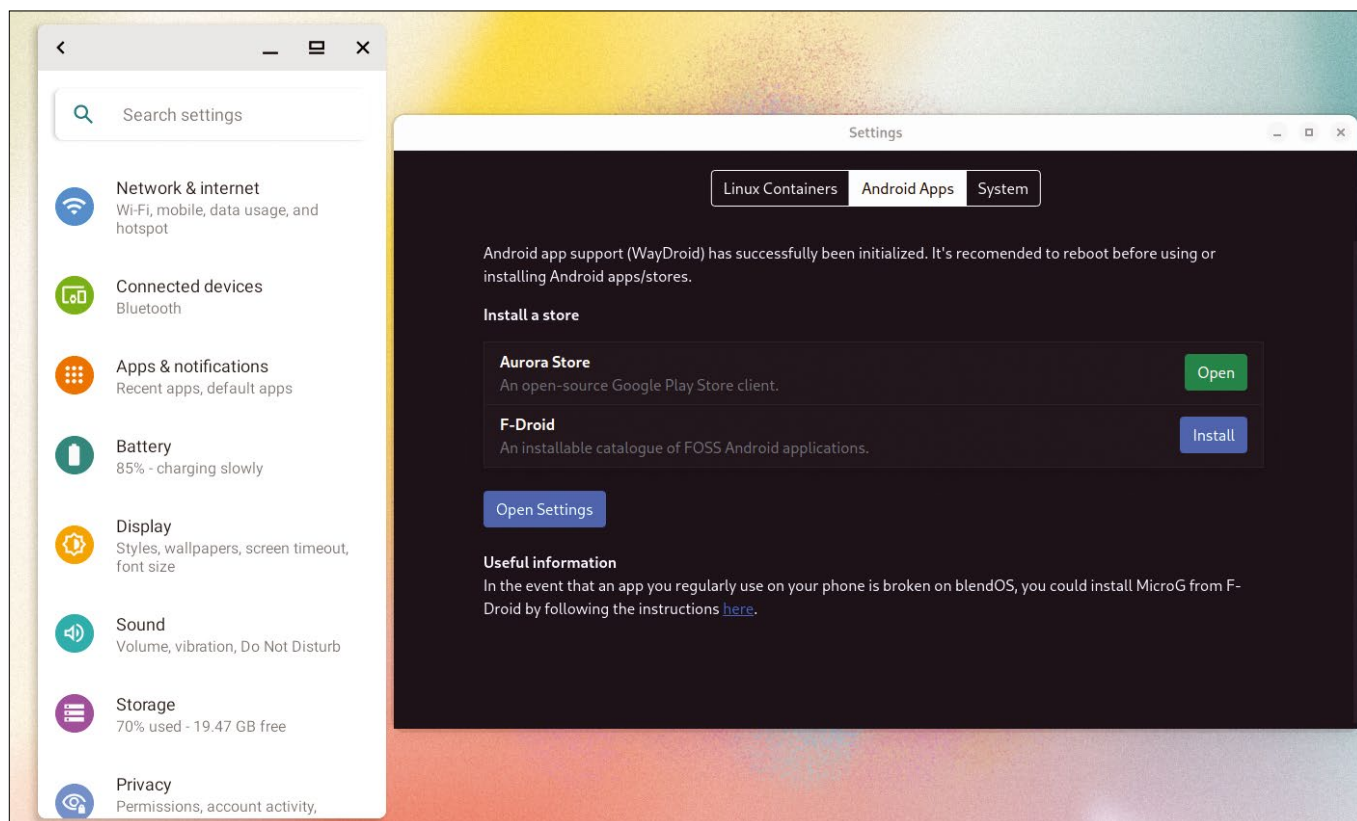 Search settings
Network & internet
Wi-Fi, mobile, data usage, and
hotspot
Connected devices
Bluetooth
Apps & notifications
Recent apps, default apps
Battery
85% - charging slowly
Display
Styles, wallpapers, screen timeout,
font size
Sound
Volume, vibration, Do Not Disturb
Storage
70% used - 19.47 GB free
Privacy
Permissions, account activity,
Settings
Linux Containers Android Apps System
Android app support (WayDroid) has successfully been initialized. It's recomended to reboot before using or
installing Android apps/stores.
Install a store
Aurora Store
An open-source Google Play Store client.
Open
F-Droid
An installable catalogue of FOSS Android applications.
Install
Open Settings
Useful information
In the event that an app you regularly use on your phone is broken on blendOS, you could install MicroG from F-
Droid by following the instructions here.